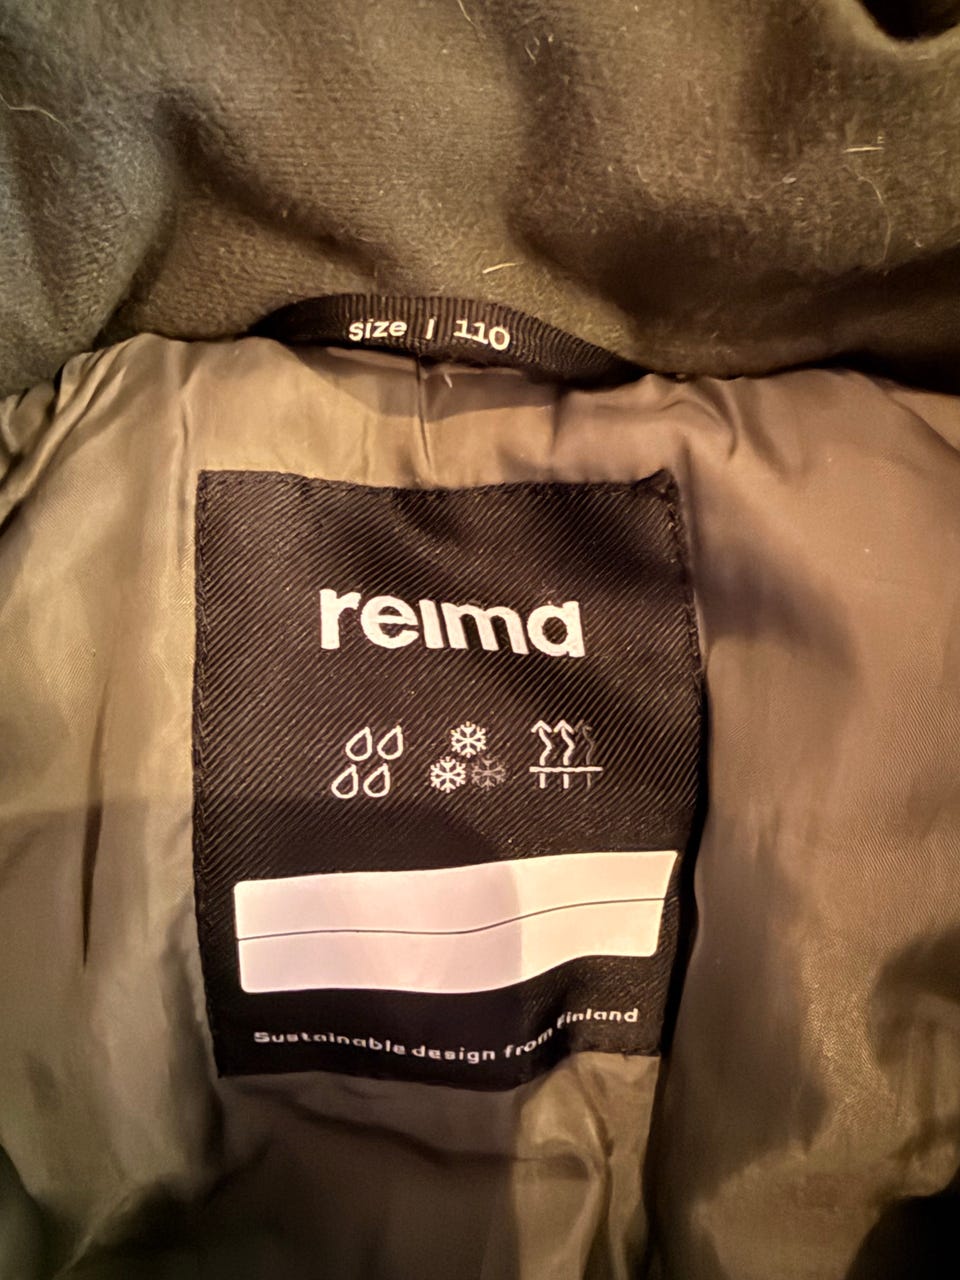 size | 110
reima
Sustainable design from Finland